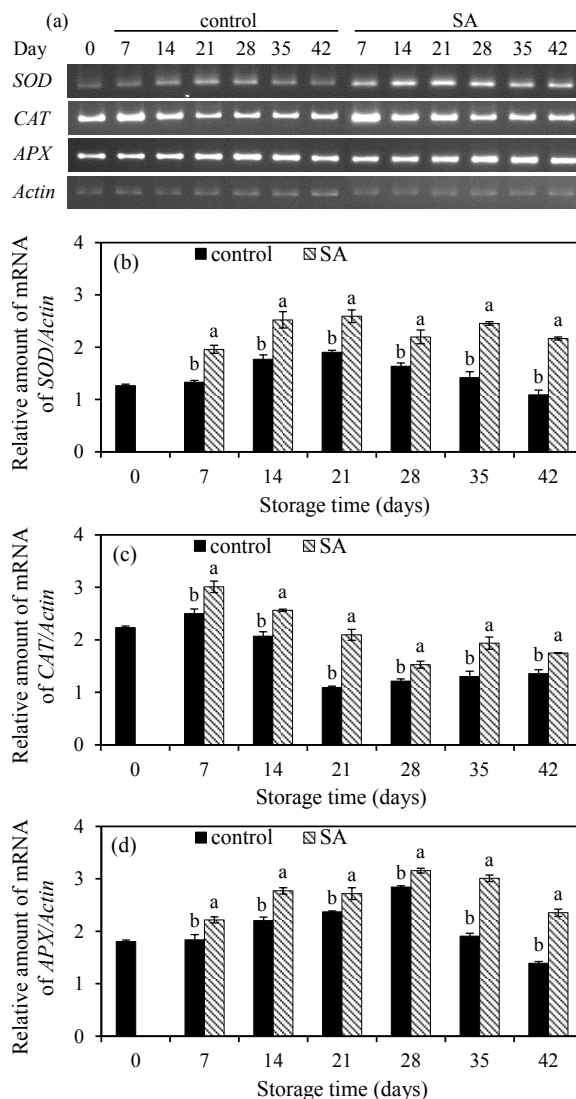 (a) control SA
Day 0 7 14 21 28 35 42 7 14 21 28 35 42
SOD
CAT
APX
Actin
(b) control SA
Relative amount of mRNA
of SOD/Actin
4
3
2
1
0
b a b a b a b a b a b a
0 7 14 21 28 35 42
Storage time (days)
(c) control SA
Relative amount of mRNA
of CAT/Actin
4
3
2
1
0
b a b a b a b a b a b a
0 7 14 21 28 35 42
Storage time (days)
(d) control SA
Relative amount of mRNA
of APX/Actin
4
3
2
1
0
b a b a b a b a b a b a
0 7 14 21 28 35 42
Storage time (days)